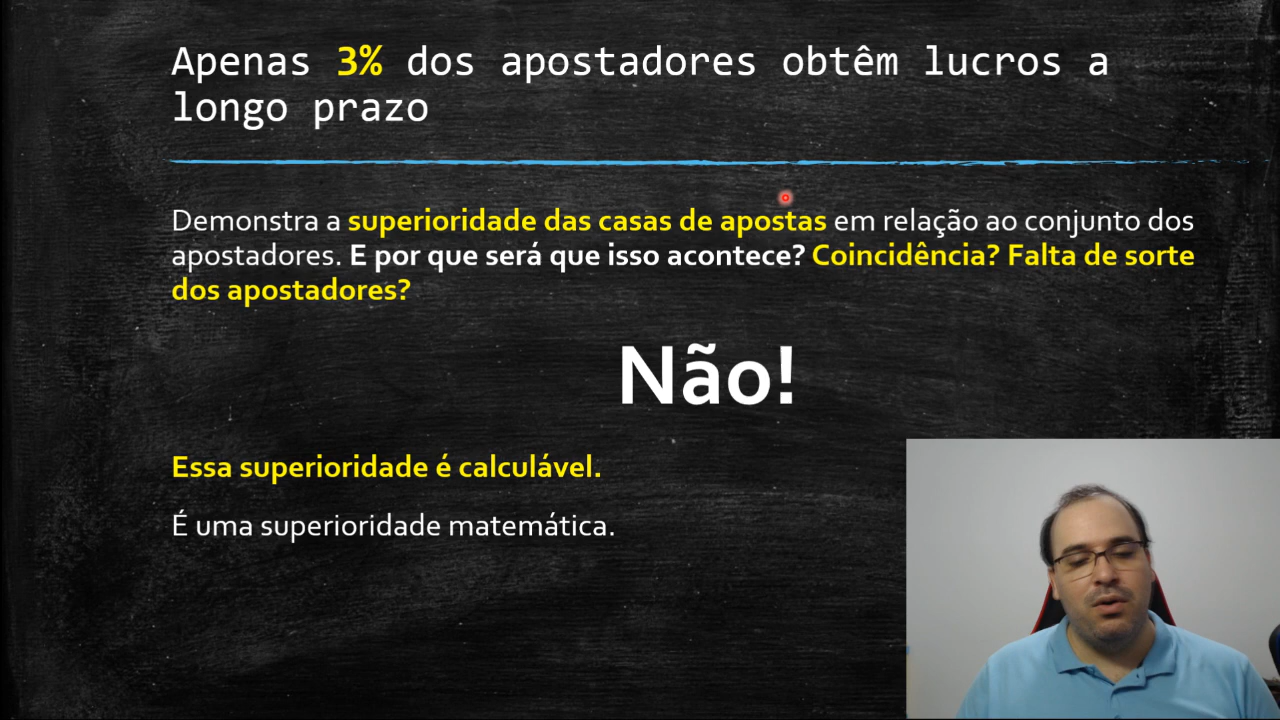 Apenas 3% dos apostadores obtêm lucros a
longo prazo
Demonstra a superioridade das casas de apostas em relação ao conjunto dos
apostadores. E por que será que isso acontece? Coincidência? Falta de sorte
dos apostadores?
Não!
Essa superioridade é calculável.
É uma superioridade matemática.